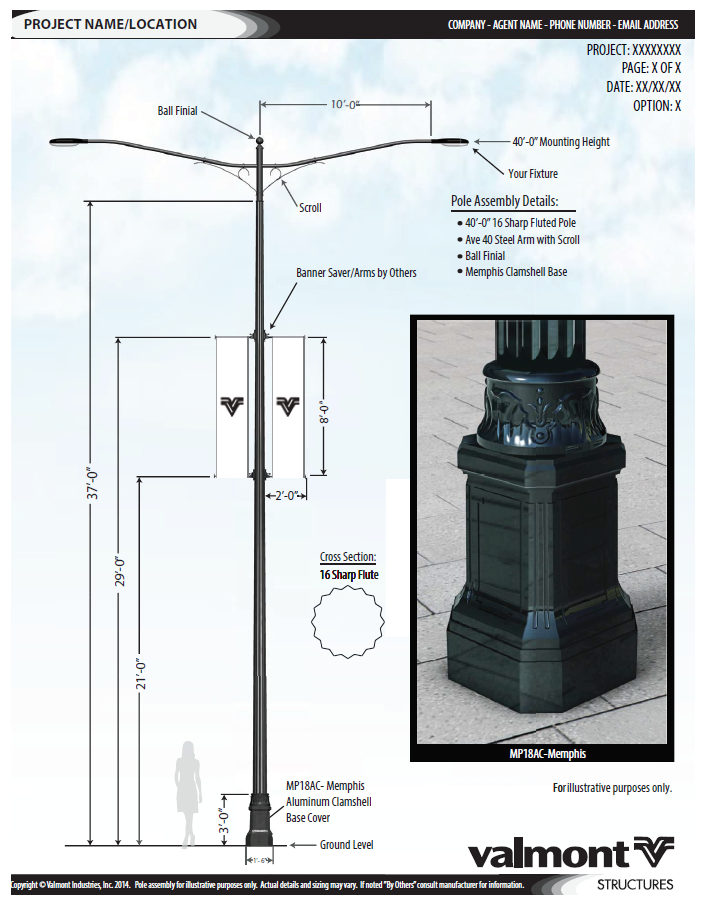 PROJECT NAME/LOCATION
COMPANY - AGENT NAME - PHONE NUMBER - EMAIL ADDRESS
PROJECT: XXXXXXXX
PAGE: X OF X
DATE: XX/XX/XX
OPTION: X
10'-0"
Ball Finial
40'-0" Mounting Height
Your Fixture
Scroll
Pole Assembly Details:
• 40'-0" 16 Sharp Fluted Pole
• Ave 40 Steel Arm with Scroll
• Ball Finial
• Memphis Clamshell Base
Banner Saver/Arms by Others
8'-0"
2'-0"
37'-0"
29'-0"
21'-0"
Cross Section:
16 Sharp Flute
MP18AC-Memphis
For illustrative purposes only.
MP18AC- Memphis
Aluminum Clamshell
Base Cover
3'-0"
Ground Level
1'- 6"
valmont
STRUCTURES
Copyright © Valmont Industries, Inc. 2014. Pole assembly for illustrative purposes only. Actual details and sizing may vary. If noted "By Others" consult manufacturer for information.